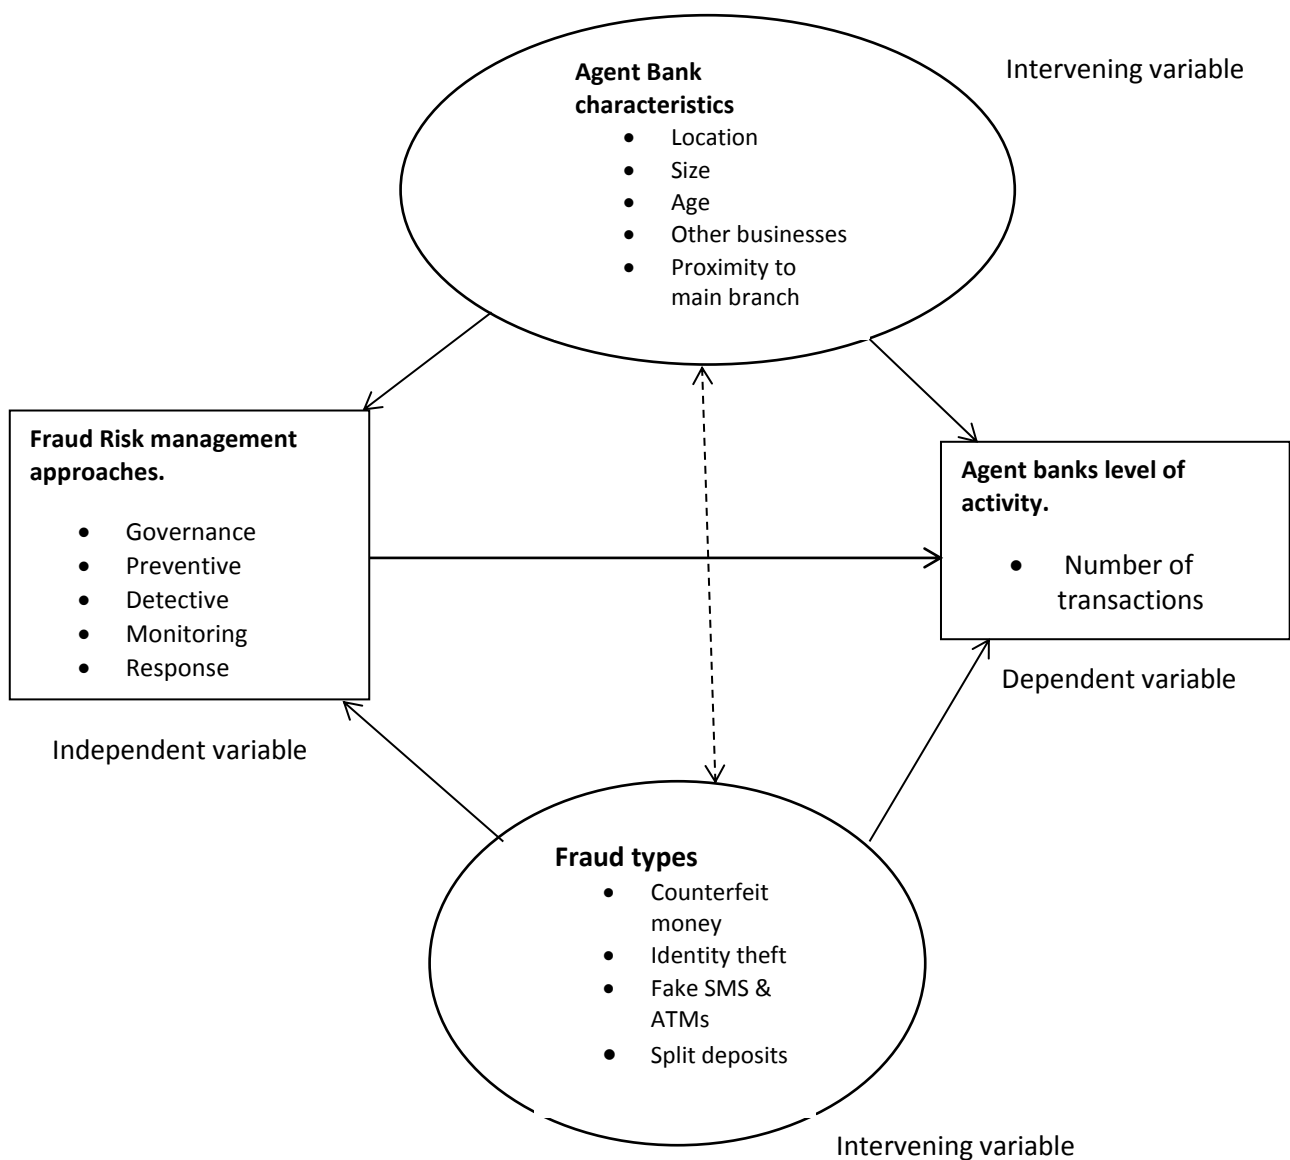 Agent Bank
characteristics
• Location
• Size
• Age
• Other businesses
• Proximity to
main branch
Intervening variable
Fraud Risk management
approaches.
• Governance
• Preventive
• Detective
• Monitoring
• Response
Independent variable
Agent banks level of
activity.
• Number of
transactions
Dependent variable
Fraud types
• Counterfeit
money
• Identity theft
• Fake SMS &
ATMs
• Split deposits
Intervening variable